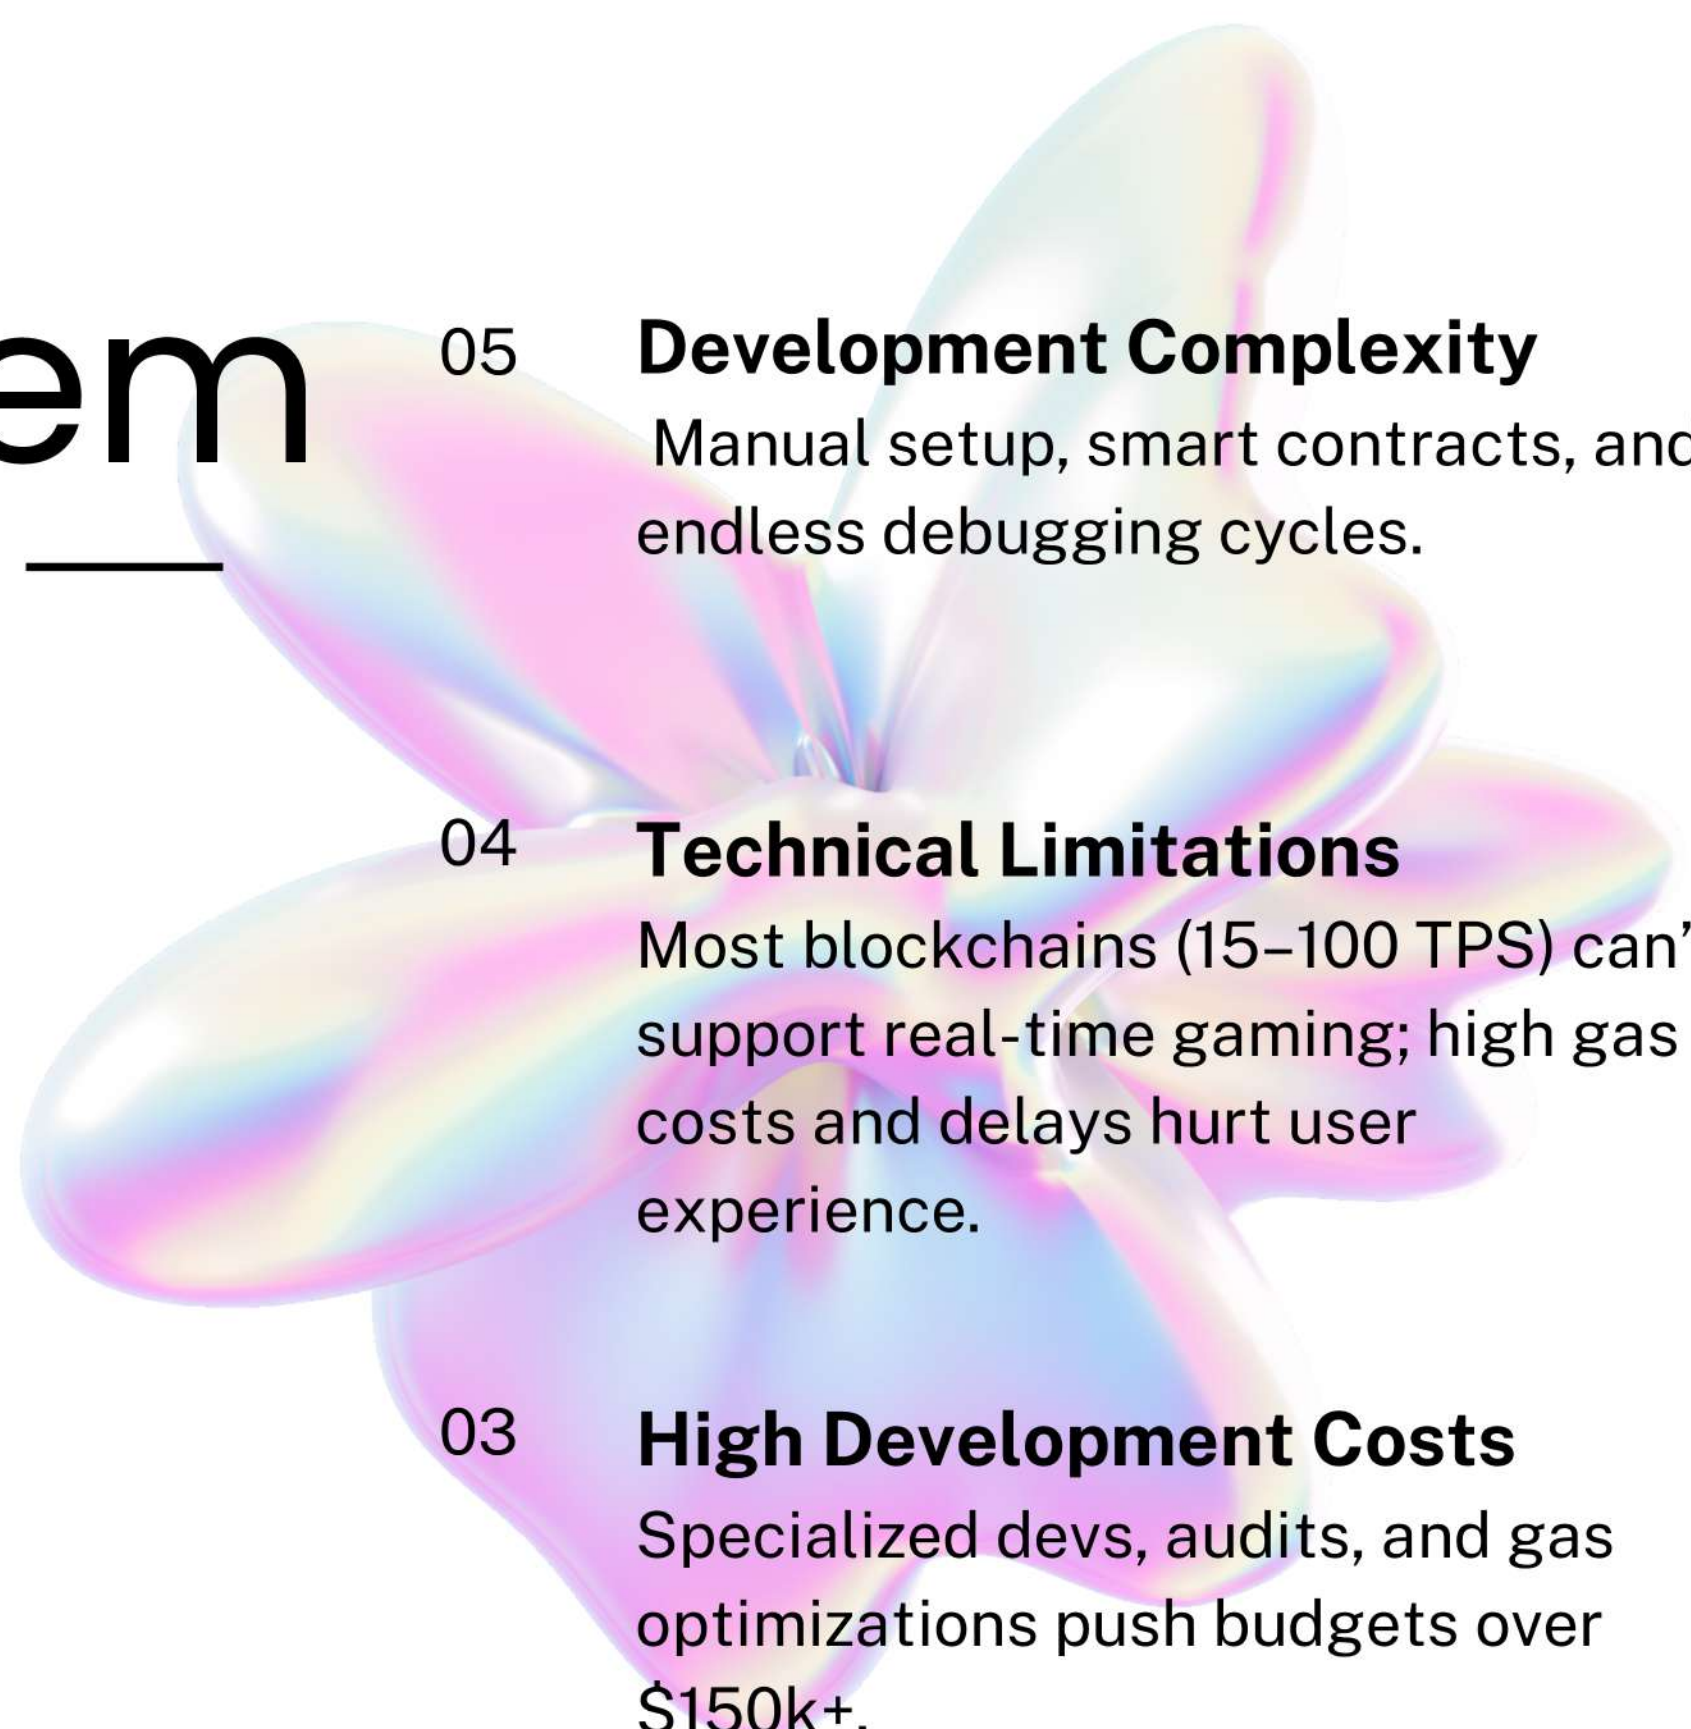 em
05
Development Complexity
Manual setup, smart contracts, and
endless debugging cycles.
04
Technical Limitations
Most blockchains (15–100 TPS) can’
support real-time gaming; high gas
costs and delays hurt user
experience.
03
High Development Costs
Specialized devs, audits, and gas
optimizations push budgets over
$150k+.